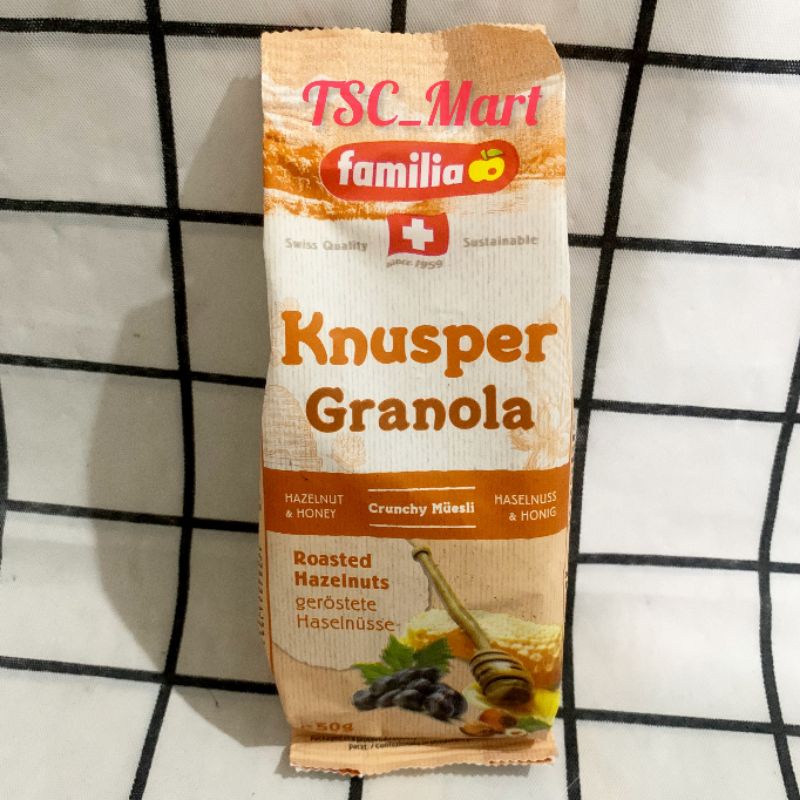 TSC_Mart
familia
Swiss Quality
Sustainable
since 1959
Knusper
Granola
HAZELNUT
& HONEY
Crunchy Müesli
HASELNUSS
& HONIG
Roasted
Hazelnuts
geröstete
Haselnüsse
50g